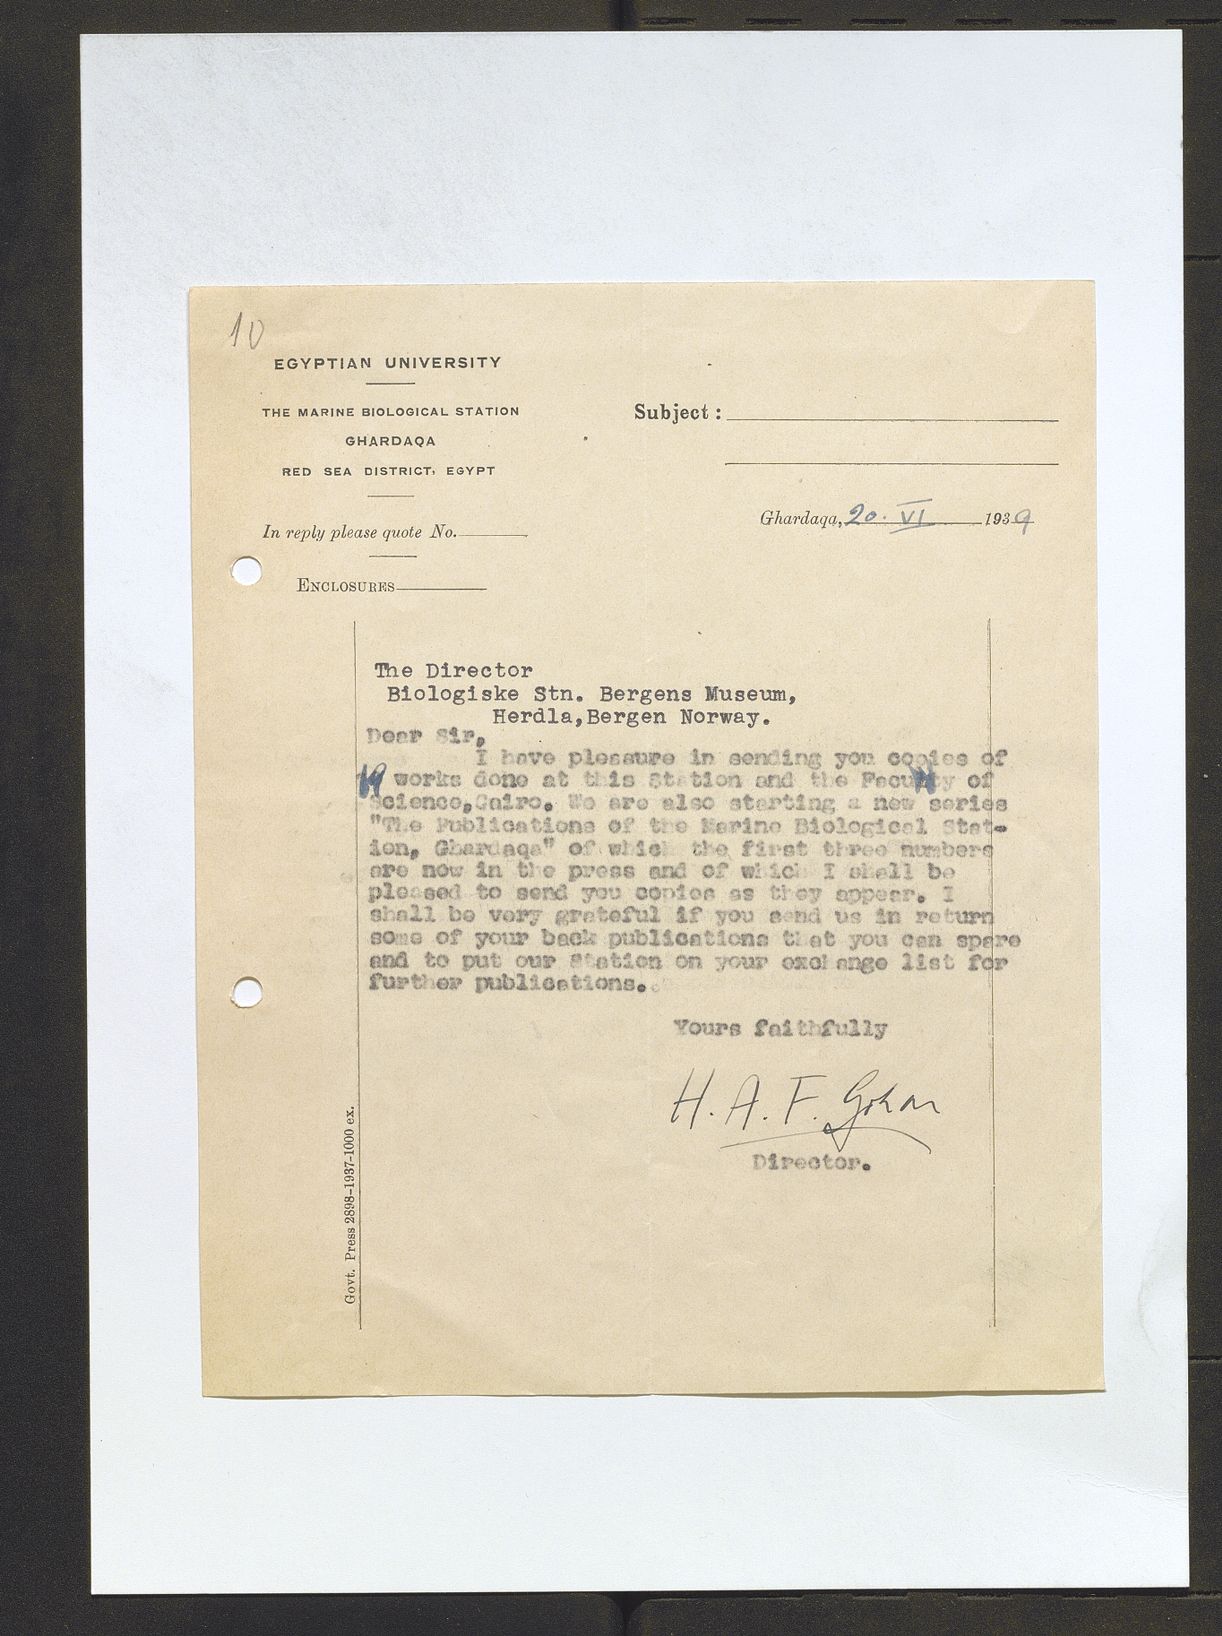 10
EGYPTIAN UNIVERSITY
THE MARINE BIOLOGICAL STATION
GHARDAQA
RED SEA DISTRICT, EGYPT
In reply please quote No.
ENCLOSURES
Subject :
Ghardaqa, 20. VI 1939
The Director
Biologiske Stn. Bergens Museum,
Herdla,Bergen Norway.
Dear Sir,
I have pleasure in sending you copies of
19 works done at this Station and the Faculty of
Science,Cairo. We are also starting a new series
"The Publications of the Marine Biological Stat-
ion, Ghardaqa" of which the first three numbers
are now in the press and of which I shall be
pleased to send you copies as they appear. I
shall be very grateful if you send us in return
some of your back publications that you can spare
and to put our Station on your exchange list for
further publications.
Yours faithfully
H. A. F. Gohar
Director.
Govt. Press 2898-1937-1000 ex.